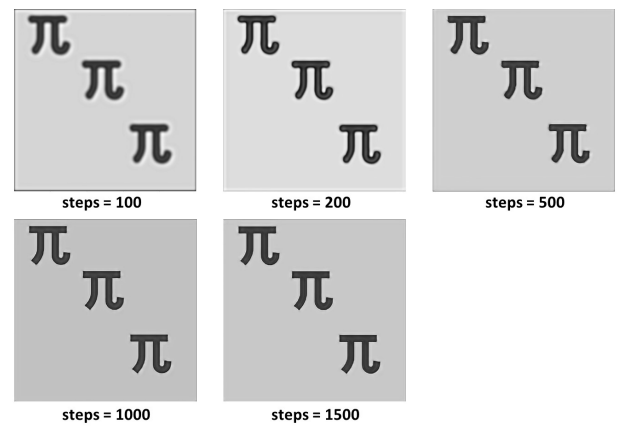 π π π
π π π
π π π
steps = 100
steps = 200
steps = 500
π π π
π π π
steps = 1000
steps = 1500